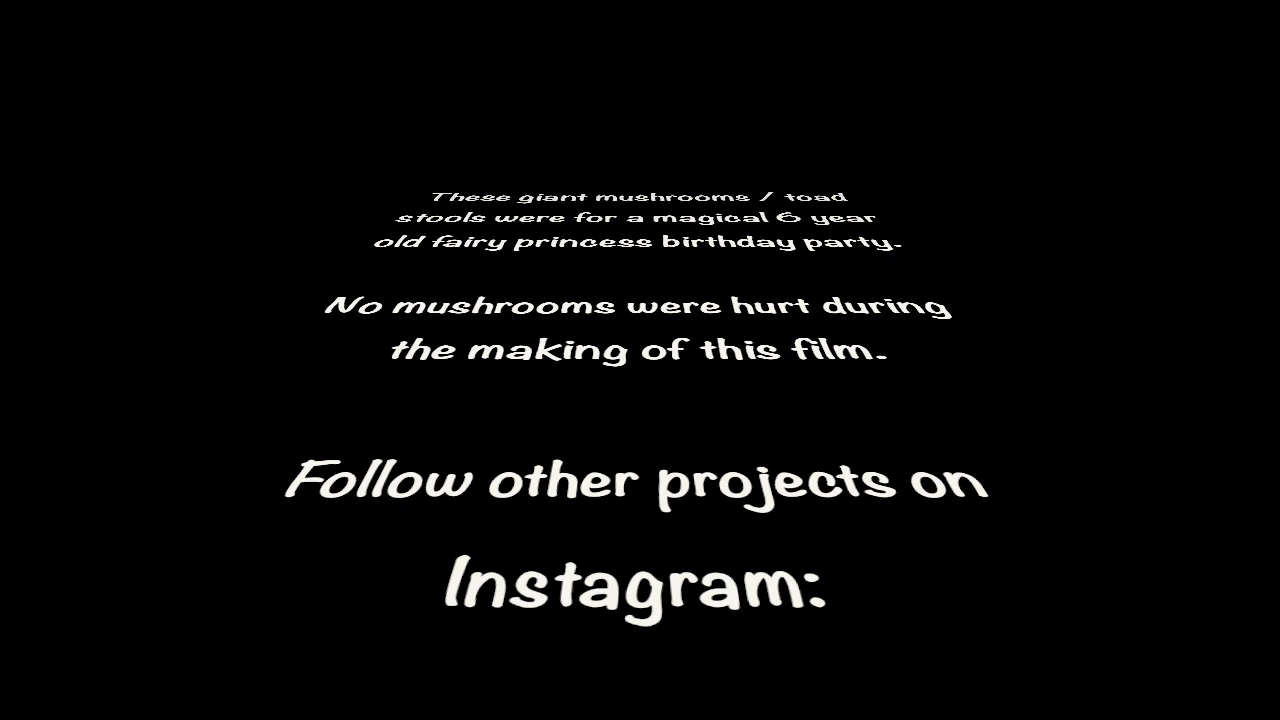 These giant mushrooms / toad
stools were for a magical 6 year
old fairy princess birthday party.
No mushrooms were hurt during
the making of this film.
Follow other projects on
Instagram: